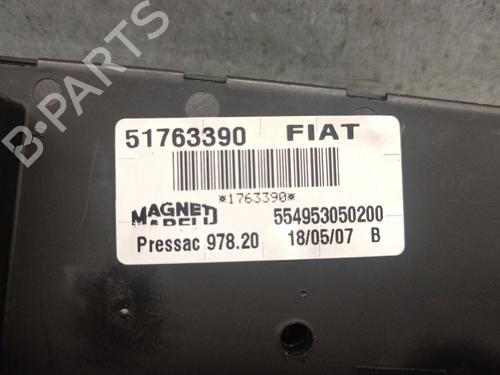 B-PARTS
51763390 FIAT
*1763390*
MAGNETI MARELLI
554953050200
Pressac 978.20 18/05/07 B